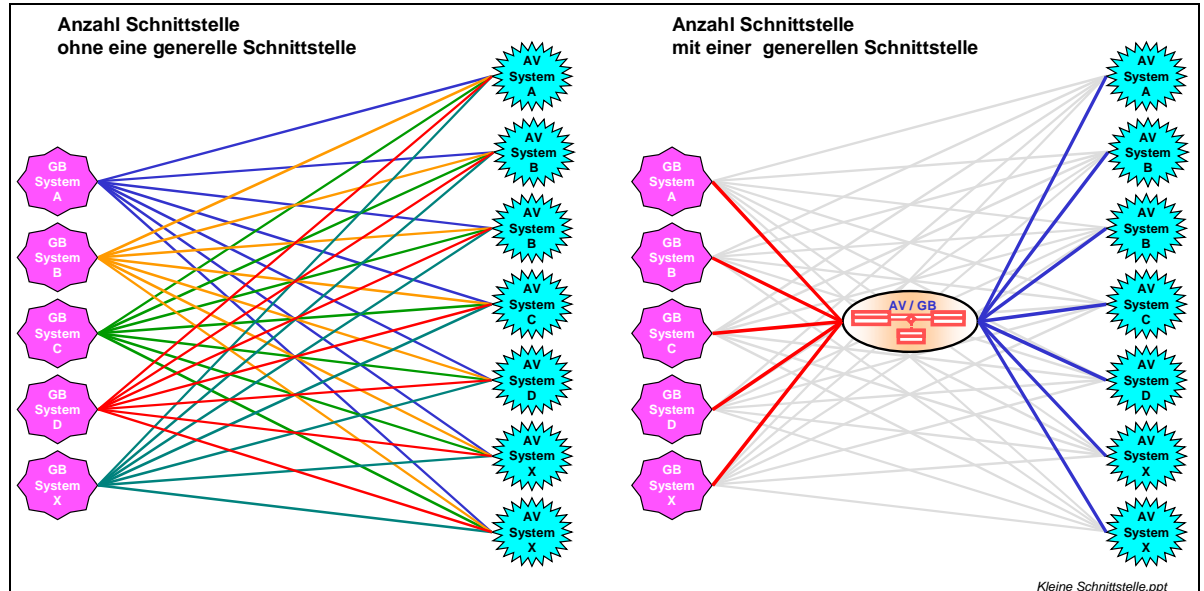 Anzahl Schnittstelle
ohne eine generelle Schnittstelle
GB
System
A
GB
System
B
GB
System
C
GB
System
D
GB
System
X
AV
System
A
AV
System
B
AV
System
B
AV
System
C
AV
System
D
AV
System
X
AV
System
X
Anzahl Schnittstelle
mit einer  generellen Schnittstelle
GB
System
A
GB
System
B
GB
System
C
GB
System
D
GB
System
X
AV / GB
AV
System
A
AV
System
B
AV
System
B
AV
System
C
AV
System
D
AV
System
X
AV
System
X
Kleine Schnittstelle.ppt